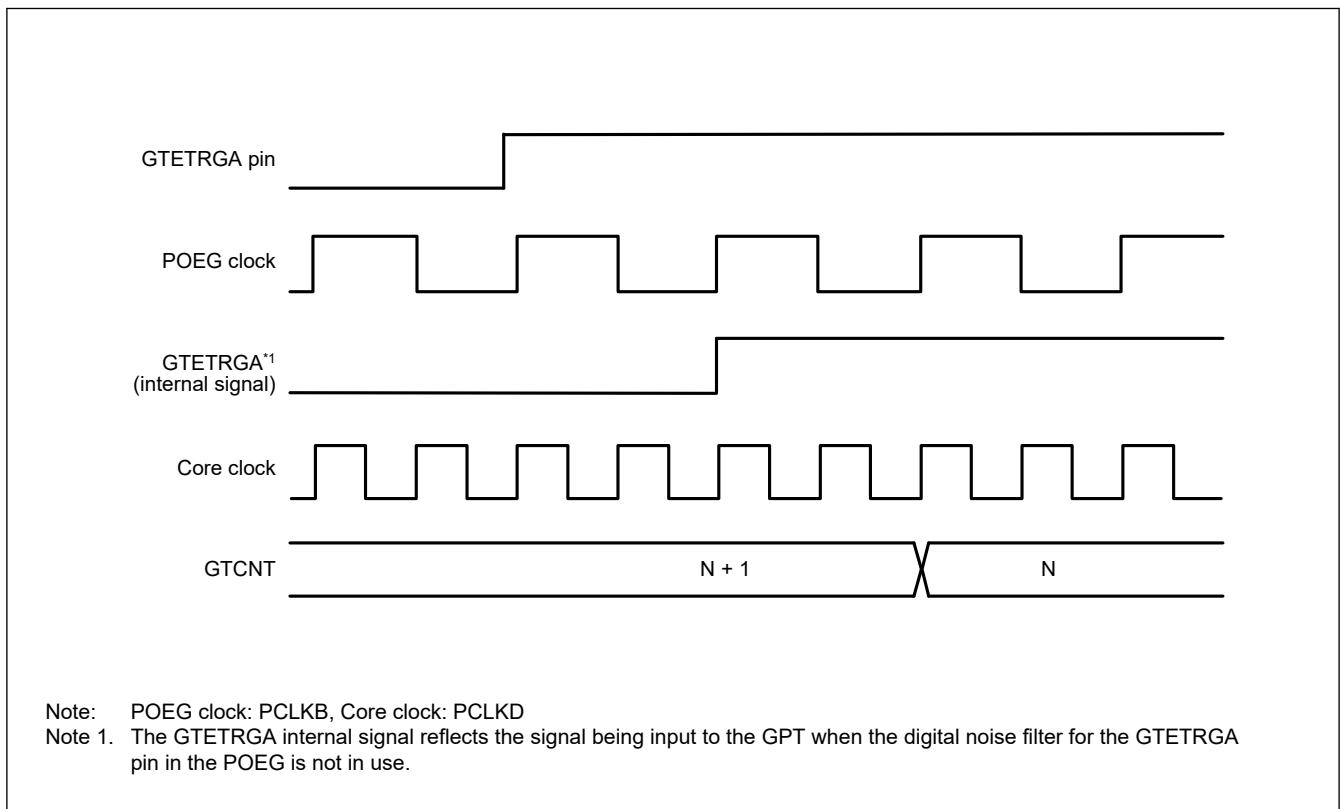 GTETRGA pin
POEG clock
GTETRGA*1
(internal signal)
Core clock
GTCNT
N + 1
N
Note: POEG clock: PCLKB, Core clock: PCLKD
Note 1. The GTETRGA internal signal reflects the signal being input to the GPT when the digital noise filter for the GTETRGA
pin in the POEG is not in use.